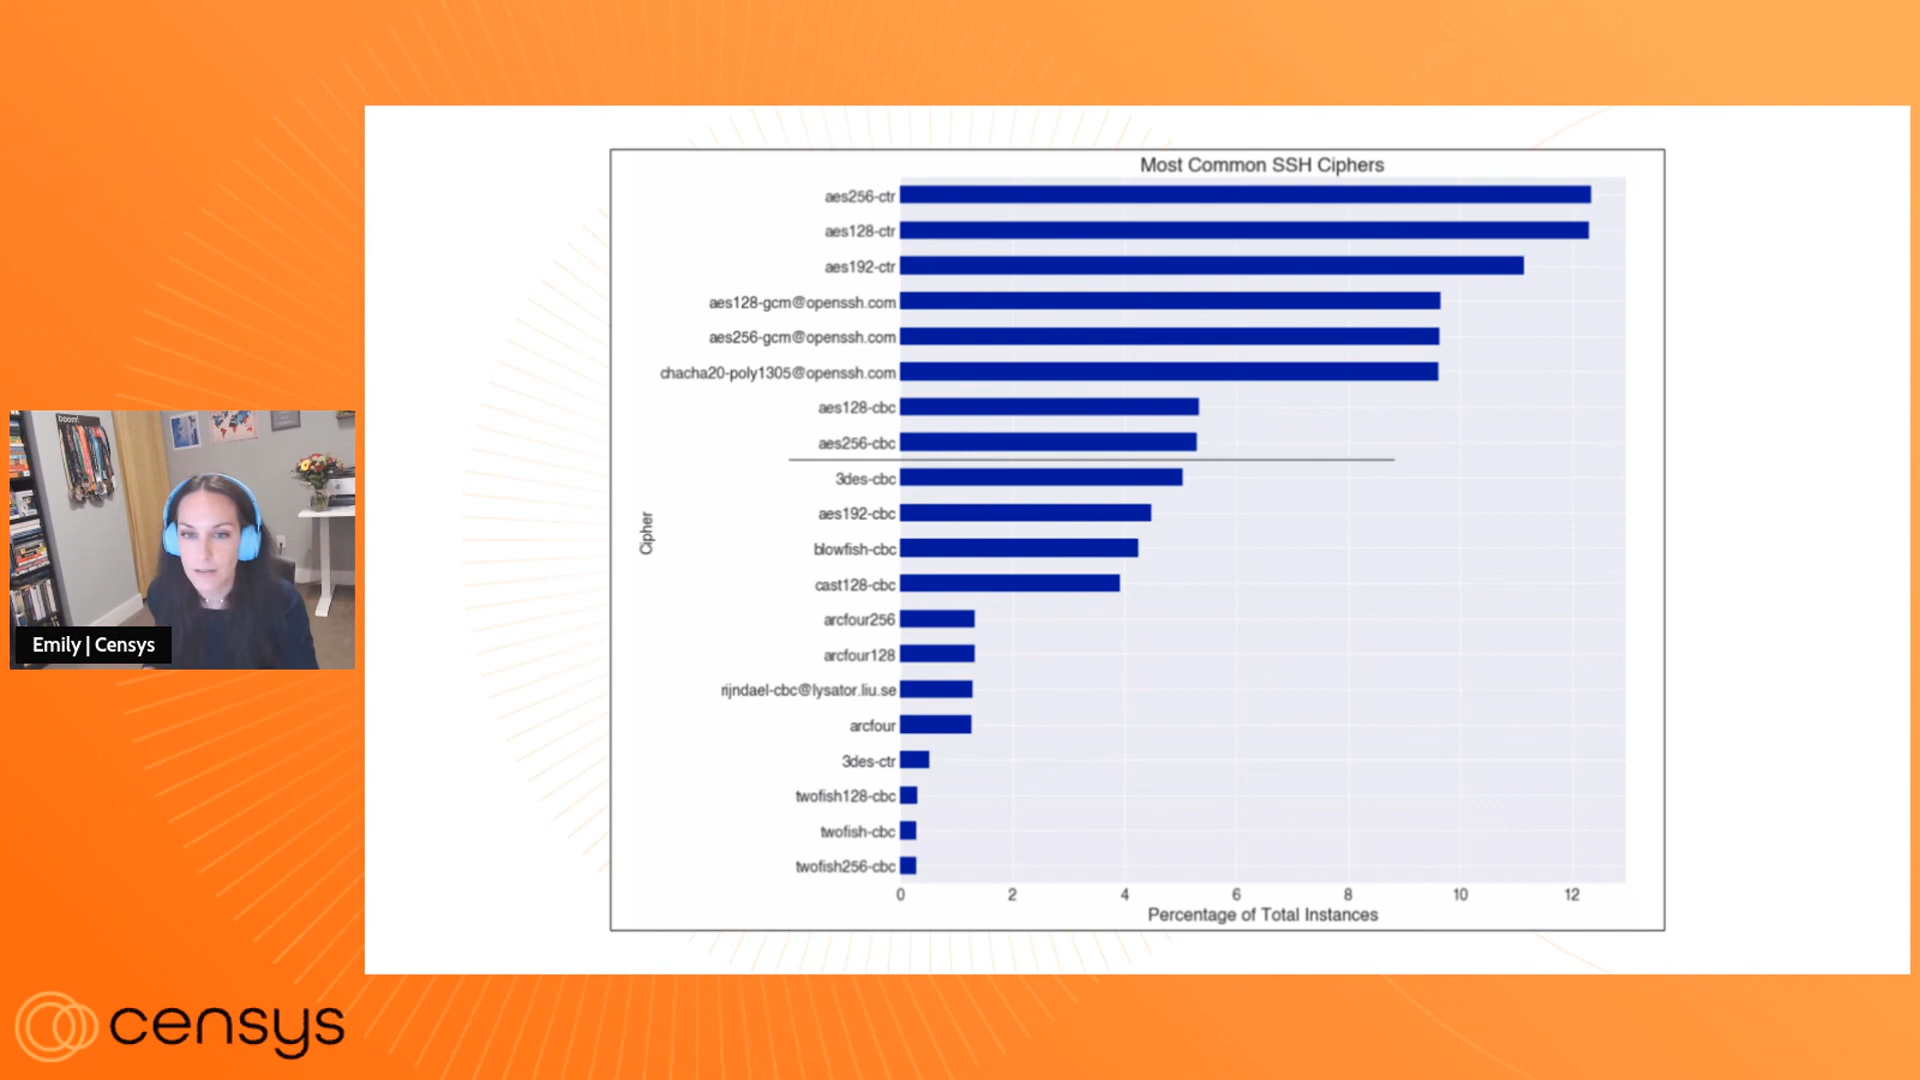 Most Common SSH Ciphers
aes256-ctr
aes128-ctr
aes192-ctr
aes128-gcm@openssh.com
aes256-gcm@openssh.com
chacha20-poly1305@openssh.com
aes128-cbc
aes256-cbc
3des-cbc
aes192-cbc
blowfish-cbc
cast128-cbc
arcfour256
arcfour128
rijndael-cbc@lysator.liu.se
arcfour
3des-ctr
twofish128-cbc
twofish-cbc
twofish256-cbc
Cipher
0 2 4 6 8 10 12
Percentage of Total Instances
boom!
Emily | Censys
censys